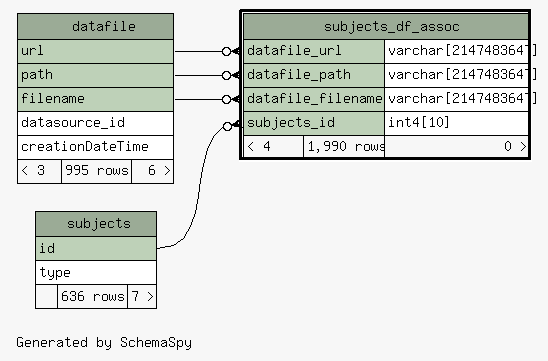 datafile
url
path
filename
datasource_id
creationDateTime
< 3 995 rows 6 >
subjects_df_assoc
datafile_url varchar[2147483647]
datafile_path varchar[2147483647]
datafile_filename varchar[2147483647]
subjects_id int4[10]
< 4 1,990 rows 0 >
subjects
id
type
636 rows 7 >
Generated by SchemaSpy